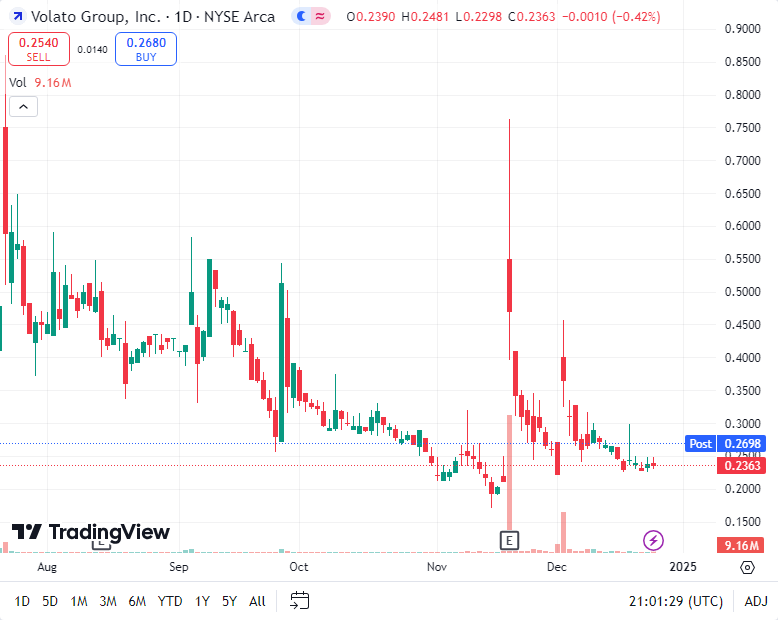 Volato Group, Inc. · 1D · NYSE Arca O0.2390 H0.2481 L0.2298 C0.2363 −0.0010 (−0.42%)
0.2540 SELL 0.0140 0.2680 BUY
Vol 9.16M
0.9000
0.8500
0.8000
0.7500
0.7000
0.6500
0.6000
0.5500
0.5000
0.4500
0.4000
0.3500
0.3000
Post 0.2698
0.2500
0.2363
0.2000
0.1500
TradingView
E E
9.16M
Aug Sep Oct Nov Dec 2025
1D 5D 1M 3M 6M YTD 1Y 5Y All 21:01:29 (UTC) ADJ